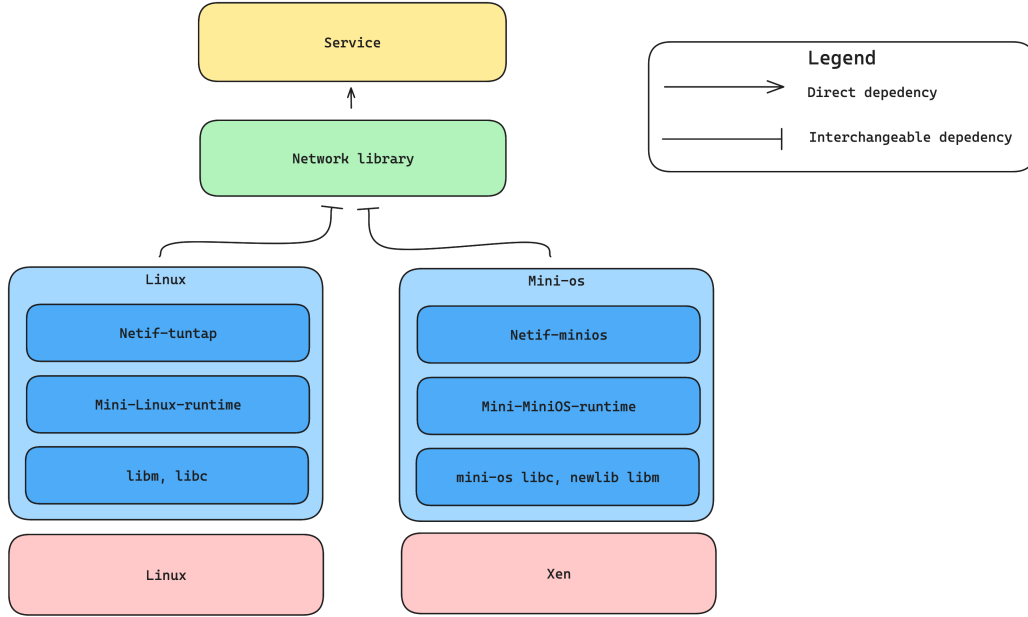 Service
Legend
Direct depedency
Interchangeable depedency
Network library
Linux
Netif-tuntap
Mini-Linux-runtime
libm, libc
Mini-os
Netif-minios
Mini-MiniOS-runtime
mini-os libc, newlib libm
Linux
Xen